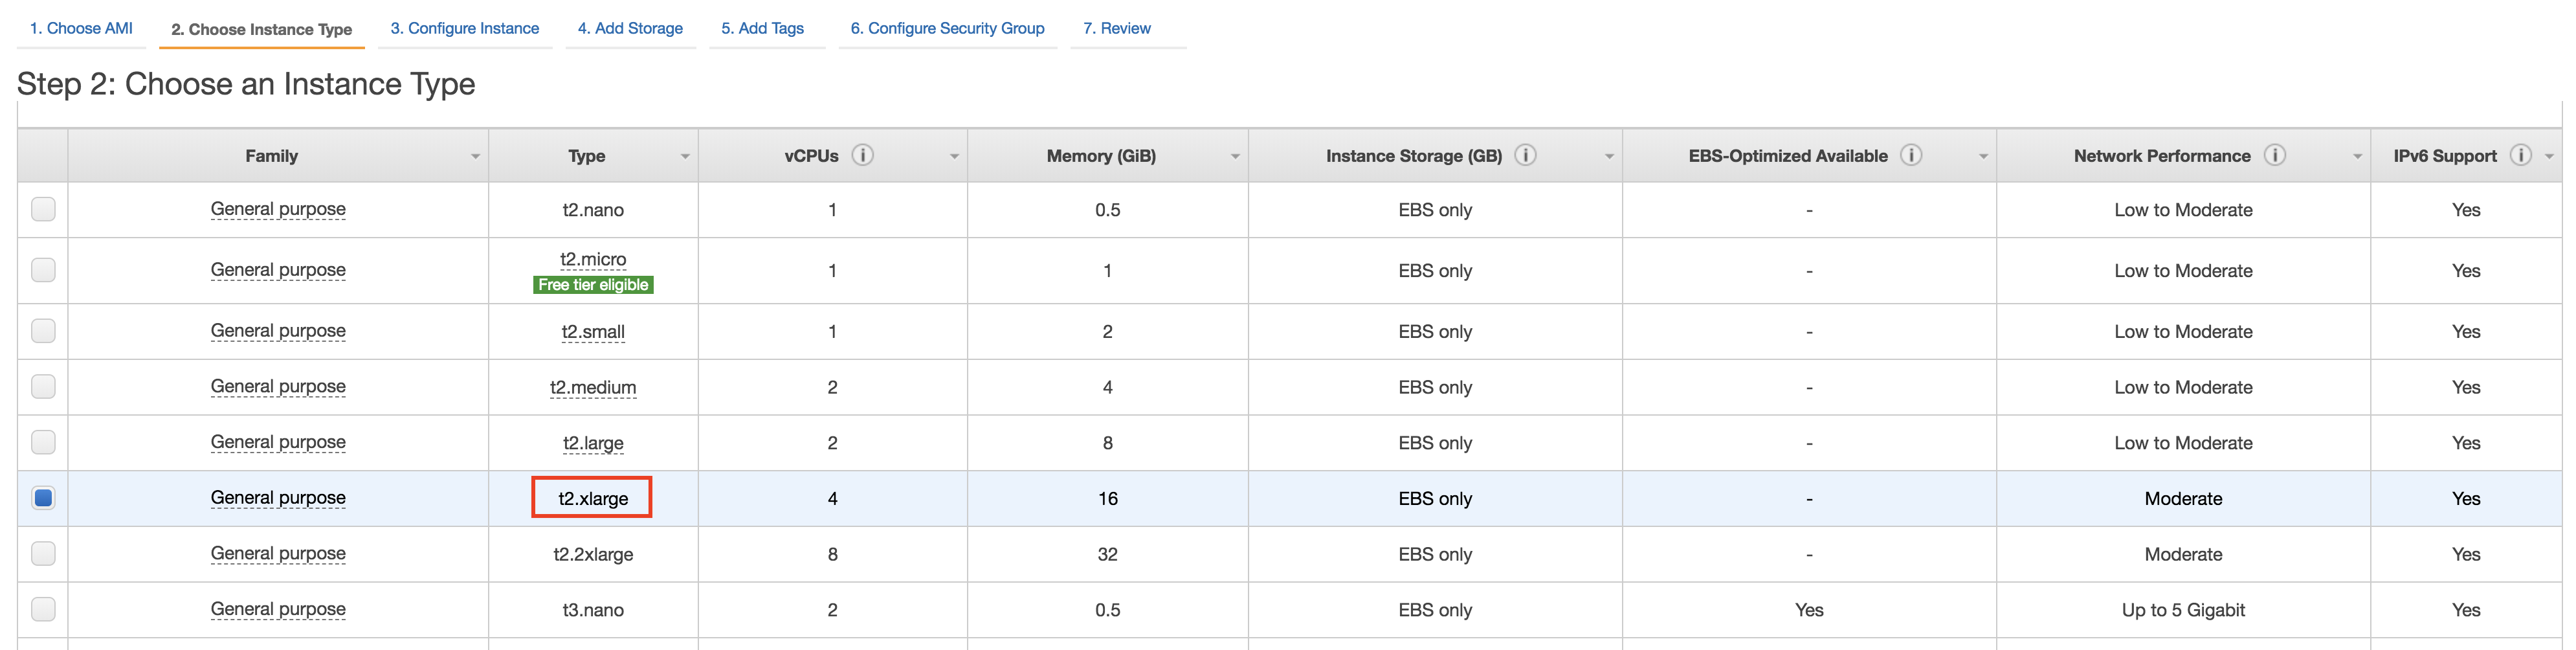 1. Choose AMI 2. Choose Instance Type 3. Configure Instance 4. Add Storage 5. Add Tags 6. Configure Security Group 7. Review
Step 2: Choose an Instance Type
Family Type vCPUs Memory (GiB) Instance Storage (GB) EBS-Optimized Available Network Performance IPv6 Support
General purpose t2.nano 1 0.5 EBS only - Low to Moderate Yes
General purpose t2.micro 1 1 EBS only - Low to Moderate Yes
Free tier eligible
General purpose t2.small 1 2 EBS only - Low to Moderate Yes
General purpose t2.medium 2 4 EBS only - Low to Moderate Yes
General purpose t2.large 2 8 EBS only - Low to Moderate Yes
General purpose t2.xlarge 4 16 EBS only - Moderate Yes
General purpose t2.2xlarge 8 32 EBS only - Moderate Yes
General purpose t3.nano 2 0.5 EBS only Yes Up to 5 Gigabit Yes